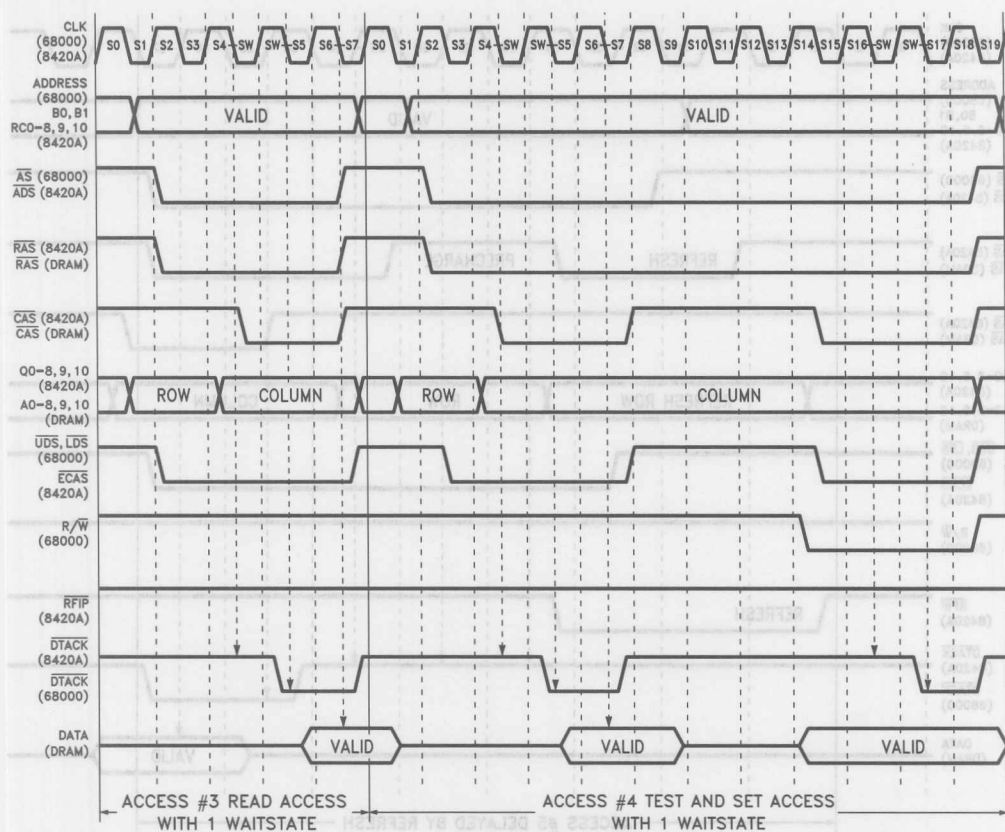 CLK
(68000)
(8420A)
S0 S1 S2 S3 S4 SW SW S5 S6 S7 S0 S1 S2 S3 S4 SW SW S5 S6 S7 S8 S9 S10 S11 S12 S13 S14 S15 S16 SW SW S17 S18 S19
ADDRESS
(68000)
B0, B1
RC0-8, 9, 10
(8420A)
VALID VALID
AS (68000)
ADS (8420A)
RAS (8420A)
RAS (DRAM)
CAS (8420A)
CAS (DRAM)
Q0-8, 9, 10
(8420A)
A0-8, 9, 10
(DRAM)
ROW COLUMN ROW COLUMN
UDS, LDS
(68000)
ECAS
(8420A)
R/W
(68000)
RFIP
(8420A)
DTACK
(8420A)
DTACK
(68000)
DATA
(DRAM)
VALID VALID VALID
ACCESS #3 READ ACCESS
WITH 1 WAITSTATE
ACCESS #4 TEST AND SET ACCESS
WITH 1 WAITSTATE